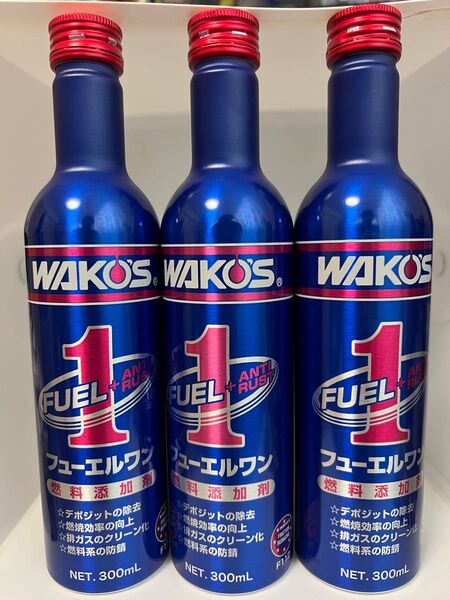 WAKO'S®
1
FUEL + ANTI RUST
フューエルワン
燃料添加剤
☆デポジットの除去
☆燃焼効率の向上
☆排ガスのクリーン化
☆燃料系の防錆
NET. 300mL
WAKO'S®
1
FUEL + ANTI RUST
フューエルワン
燃料添加剤
☆デポジットの除去
☆燃焼効率の向上
☆排ガスのクリーン化
☆燃料系の防錆
NET. 300mL
WAKO'S
1
FUEL + ANTI RUST
フューエルワン
燃料添加剤
☆デポジットの除去
☆燃焼効率の向上
☆排ガスのクリーン化
☆燃料系の防錆
NET. 300mL